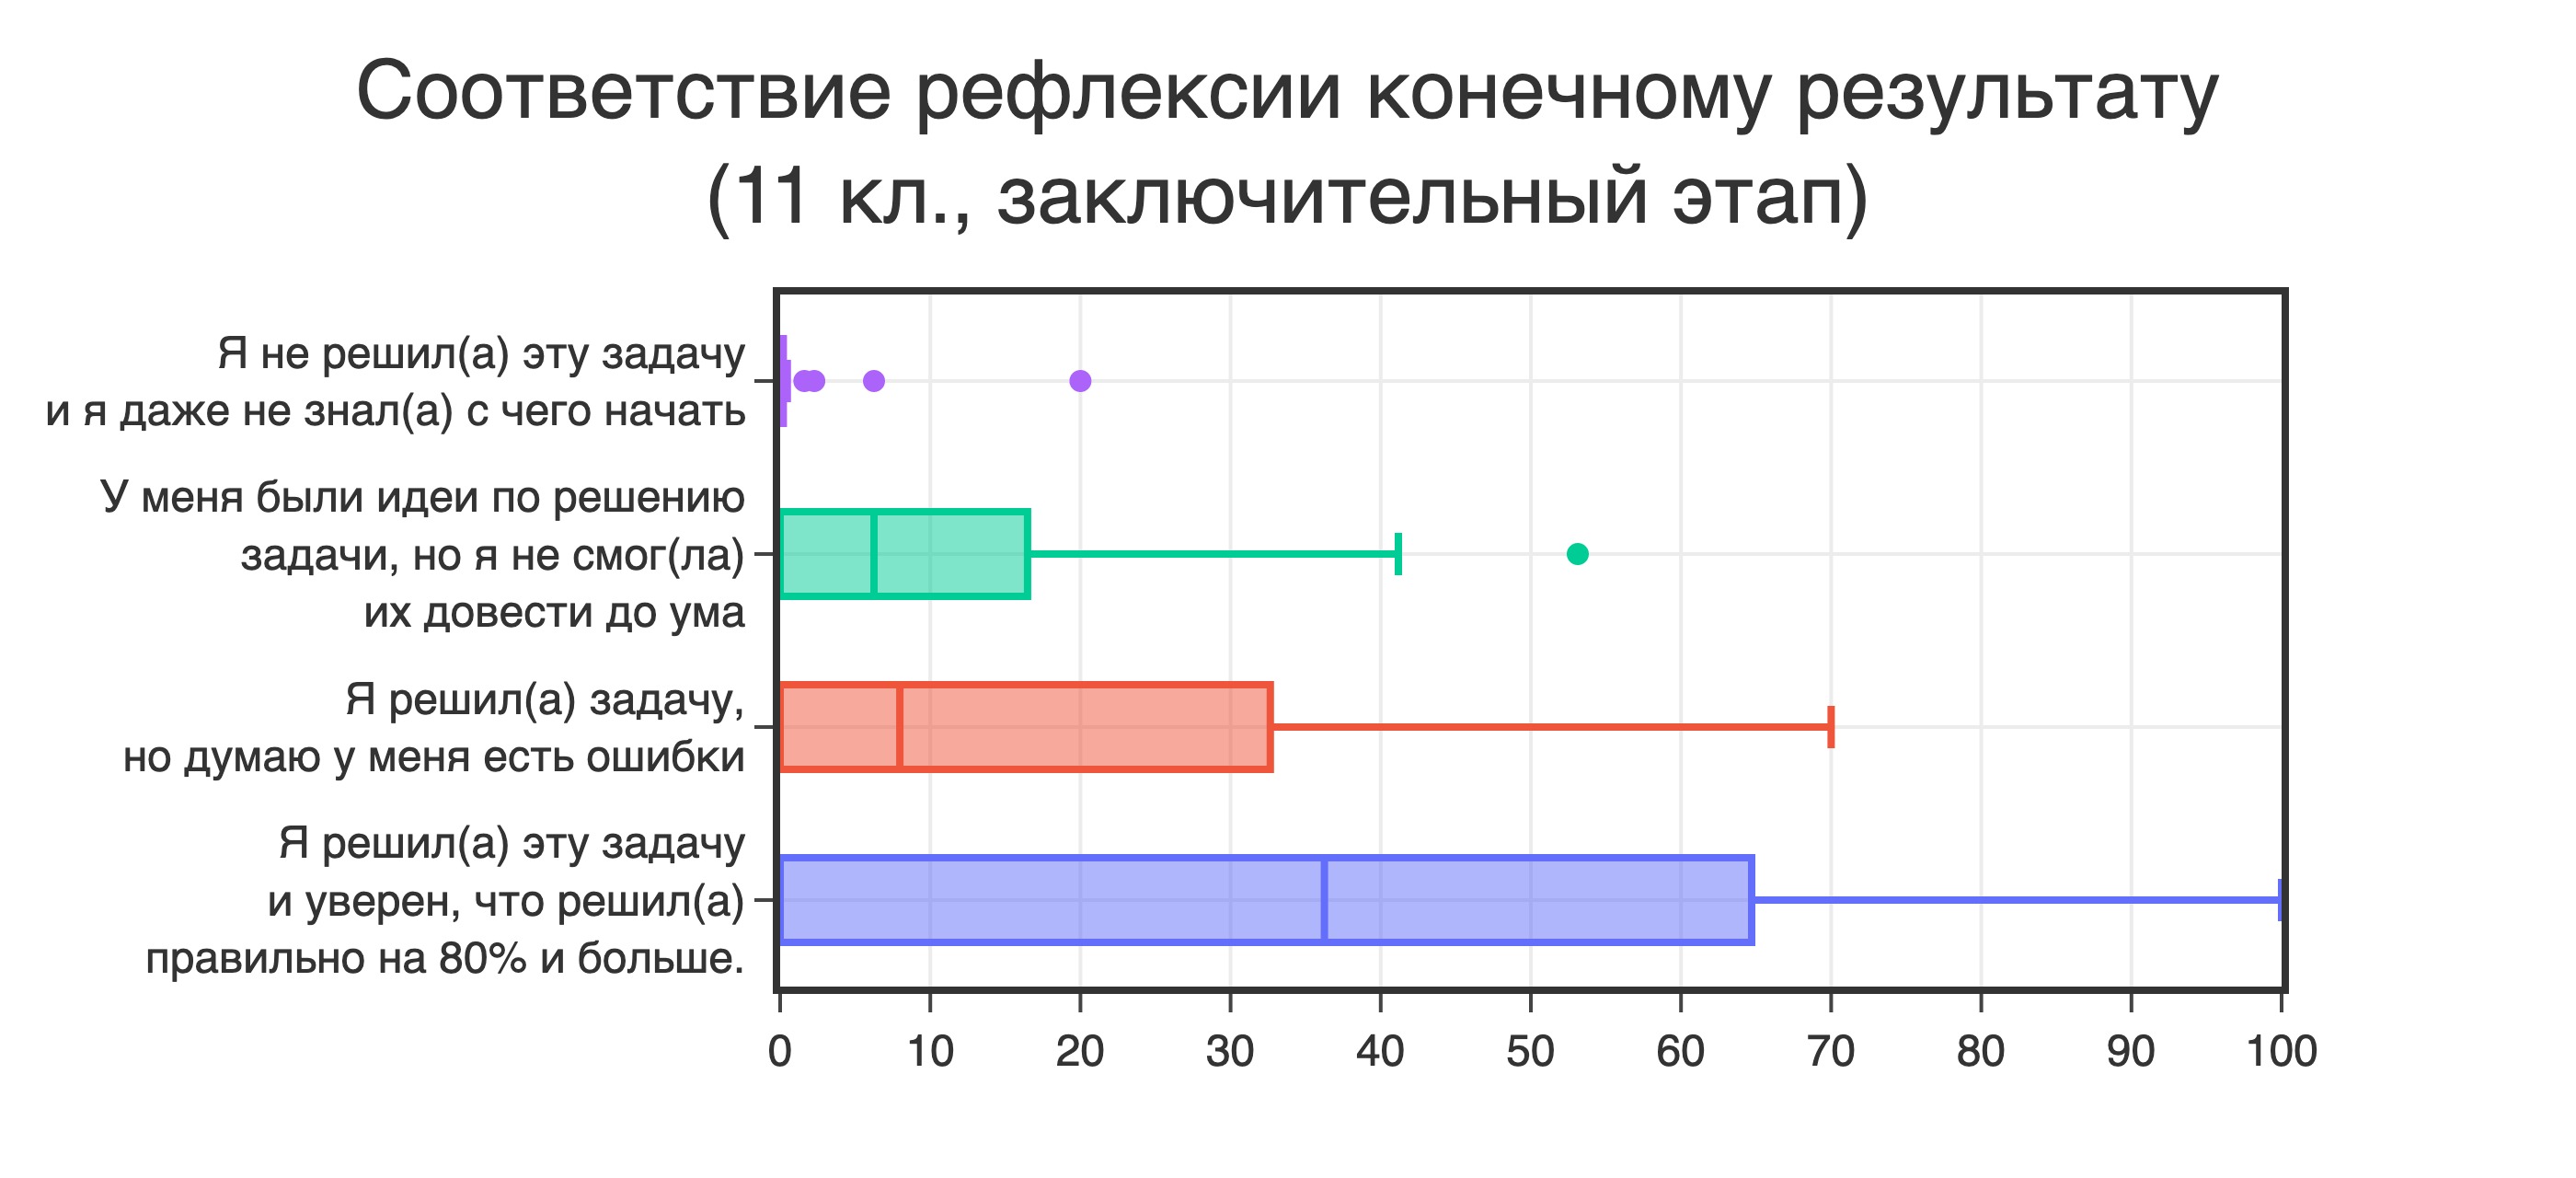 Соответствие рефлексии конечному результату
(11 кл., заключительный этап)
Я не решил(а) эту задачу
и я даже не знал(а) с чего начать
У меня были идеи по решению
задачи, но я не смог(ла)
их довести до ума
Я решил(а) задачу,
но думаю у меня есть ошибки
Я решил(а) эту задачу
и уверен, что решил(а)
правильно на 80% и больше.
0 10 20 30 40 50 60 70 80 90 100